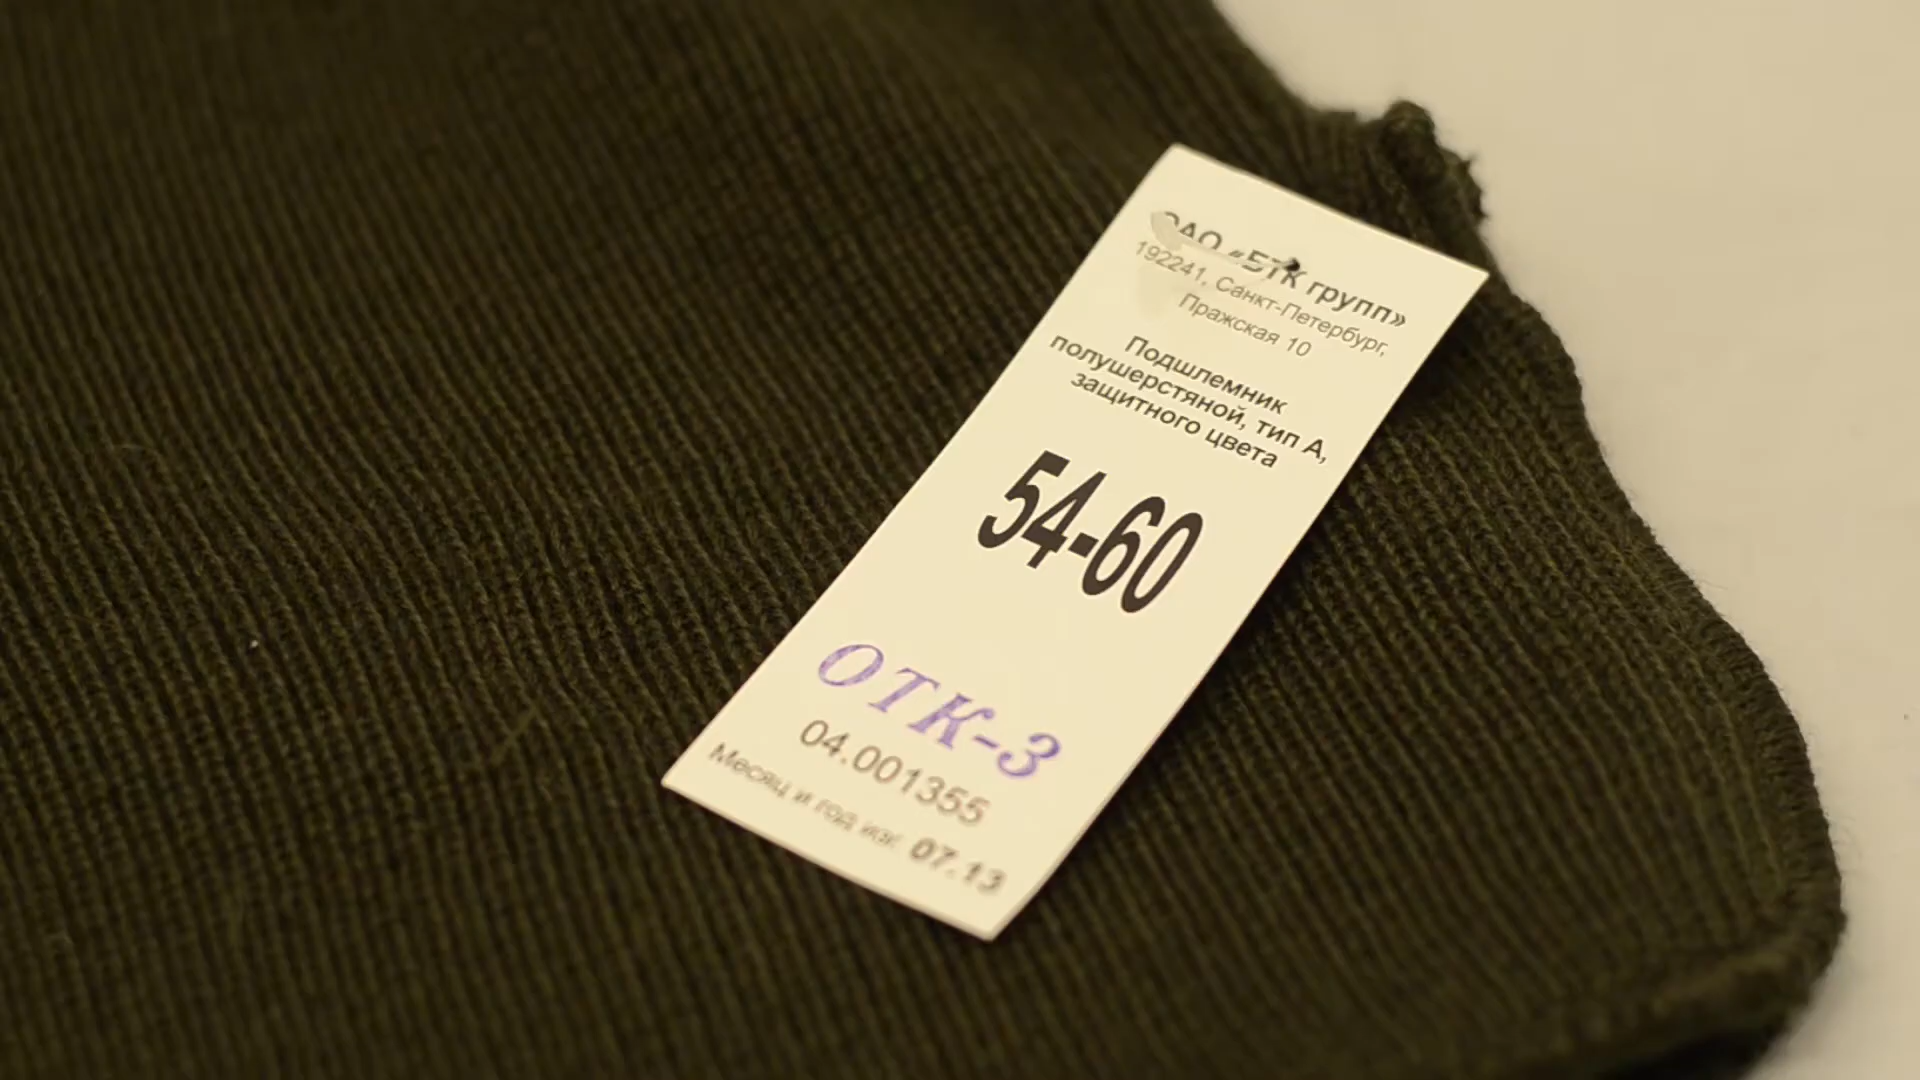 ЗАО «БТК групп»
192241, Санкт-Петербург,
Пражская 10
Подшлемник
полушерстяной, тип А,
защитного цвета
54-60
ОТК-3
04.001355
Месяц и год изг. 07.13